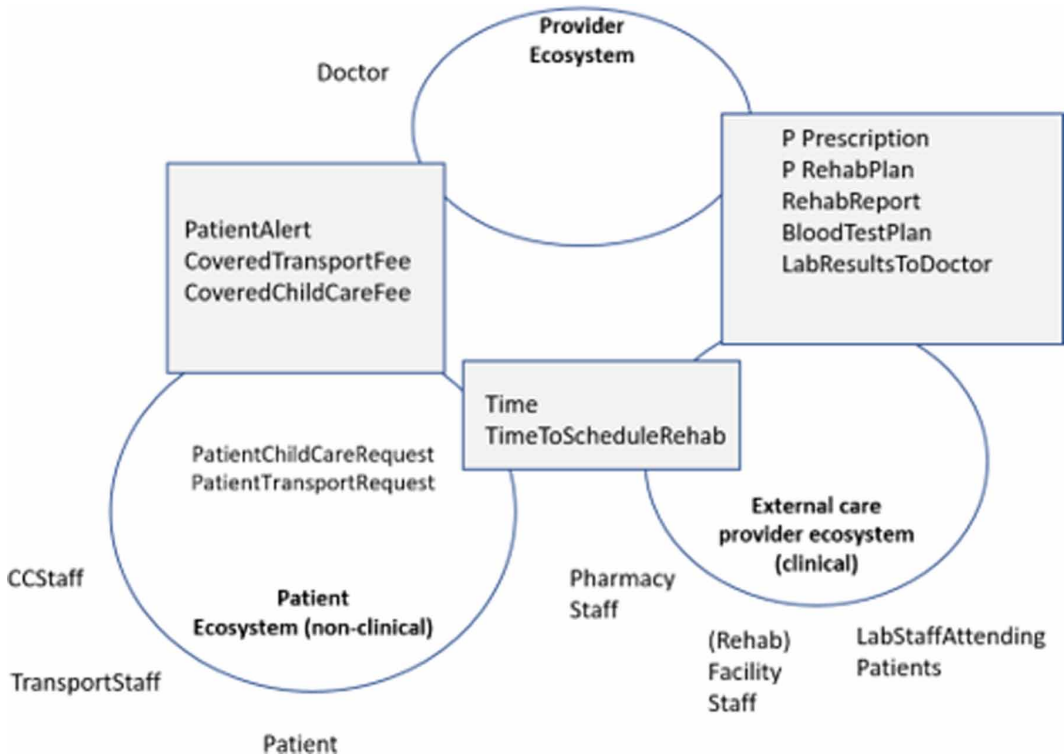 Provider
Ecosystem
Doctor
P Prescription
P RehabPlan
RehabReport
BloodTestPlan
LabResultsToDoctor
PatientAlert
CoveredTransportFee
CoveredChildCareFee
Time
TimeToScheduleRehab
PatientChildCareRequest
PatientTransportRequest
External care
provider ecosystem
(clinical)
CCStaff
Patient
Ecosystem (non-clinical)
Pharmacy
Staff
(Rehab)
Facility
Staff
LabStaffAttending
Patients
TransportStaff
Patient